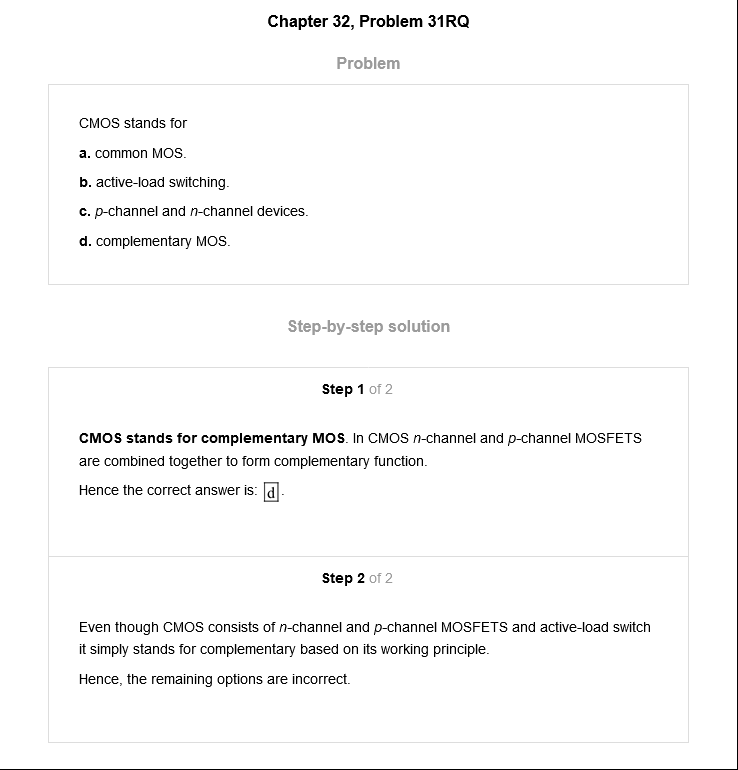 Chapter 32, Problem 31RQ
Problem
CMOS stands for
a. common MOS.
b. active-load switching.
c. p-channel and n-channel devices.
d. complementary MOS.
Step-by-step solution
Step 1 of 2
CMOS stands for complementary MOS. In CMOS n-channel and p-channel MOSFETS
are combined together to form complementary function.
Hence the correct answer is: d .
Step 2 of 2
Even though CMOS consists of n-channel and p-channel MOSFETS and active-load switch
it simply stands for complementary based on its working principle.
Hence, the remaining options are incorrect.